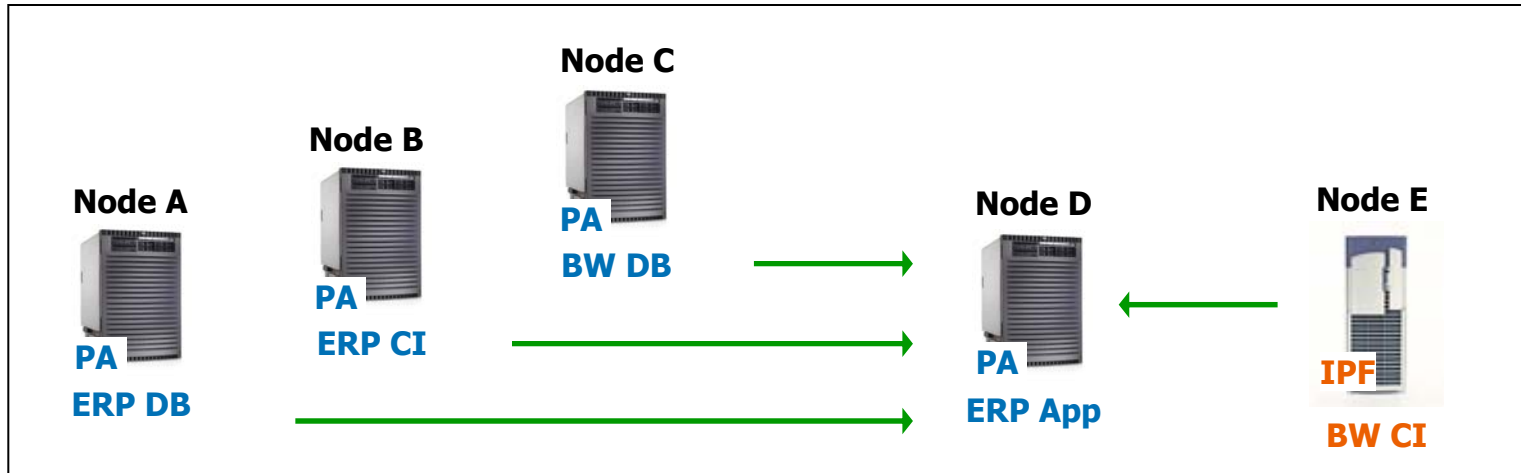 Node A
PA
ERP DB
Node B
PA
ERP CI
Node C
PA
BW DB
Node D
PA
ERP App
Node E
IPF
BW CI